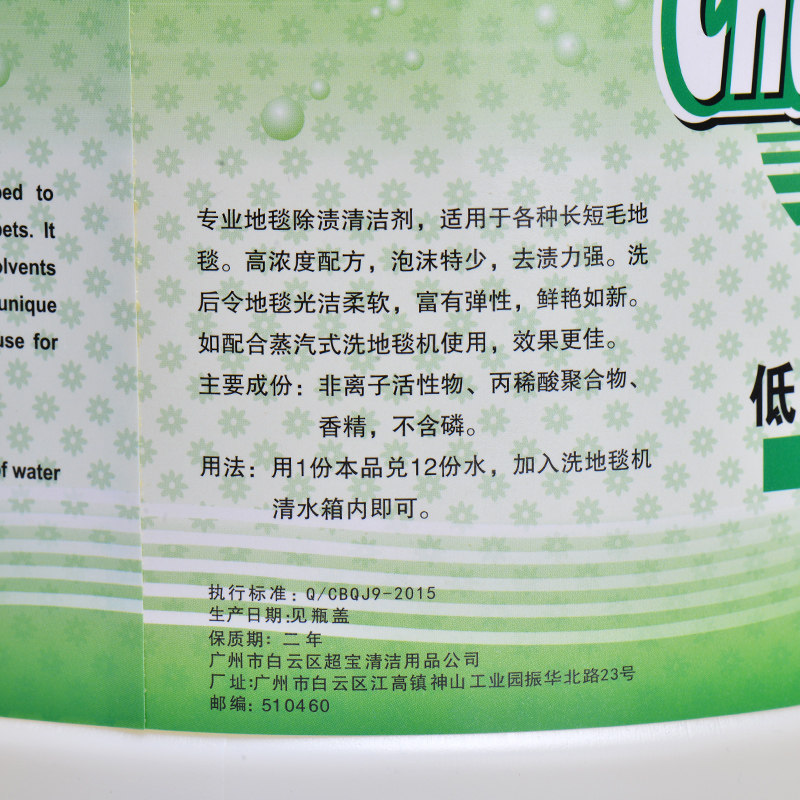 ped to
pets. It
olvents
unique
use for
of water
专业地毯除渍清洁剂，适用于各种长短毛地
毯。高浓度配方，泡沫特少，去渍力强。洗
后令地毯光洁柔软，富有弹性，鲜艳如新。
如配合蒸汽式洗地毯机使用，效果更佳。
主要成份：非离子活性物、丙稀酸聚合物、
香精，不含磷。
用法：用1份本品兑12份水，加入洗地毯机
清水箱内即可。
执行标准：Q/CBQJ9-2015
生产日期:见瓶盖
保质期：二年
广州市白云区超宝清洁用品公司
厂址:广州市白云区江高镇神山工业园振华北路23号
邮编：510460
Ch
低